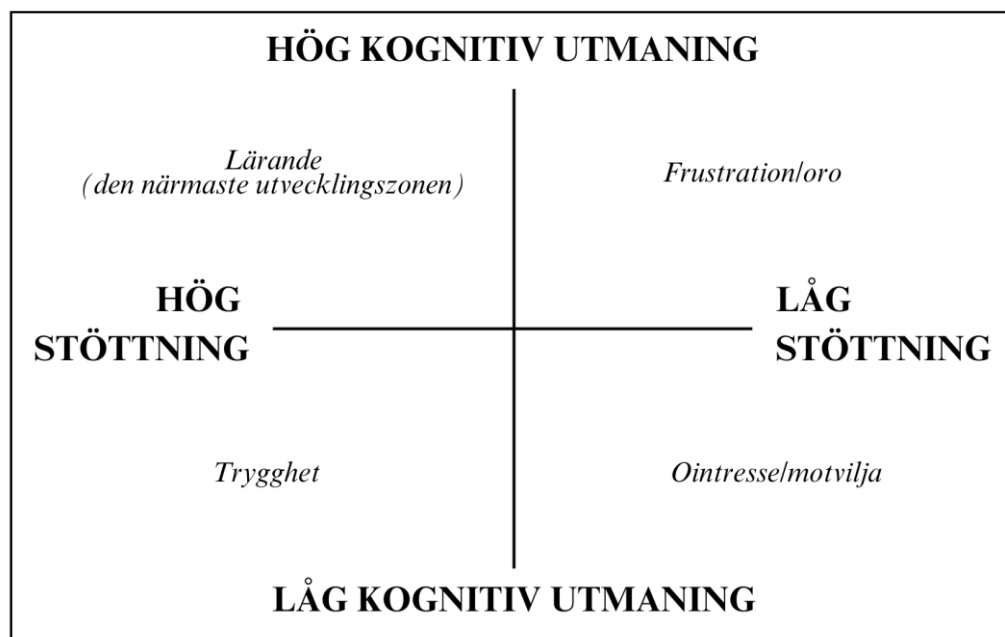 HÖG KOGNITIV UTMANING
Lärande
(den närmaste utvecklingszonen)
Frustration/oro
HÖG
STÖTTNING
LÅG
STÖTTNING
Trygghet
Ointresse/motvilja
LÅG KOGNITIV UTMANING